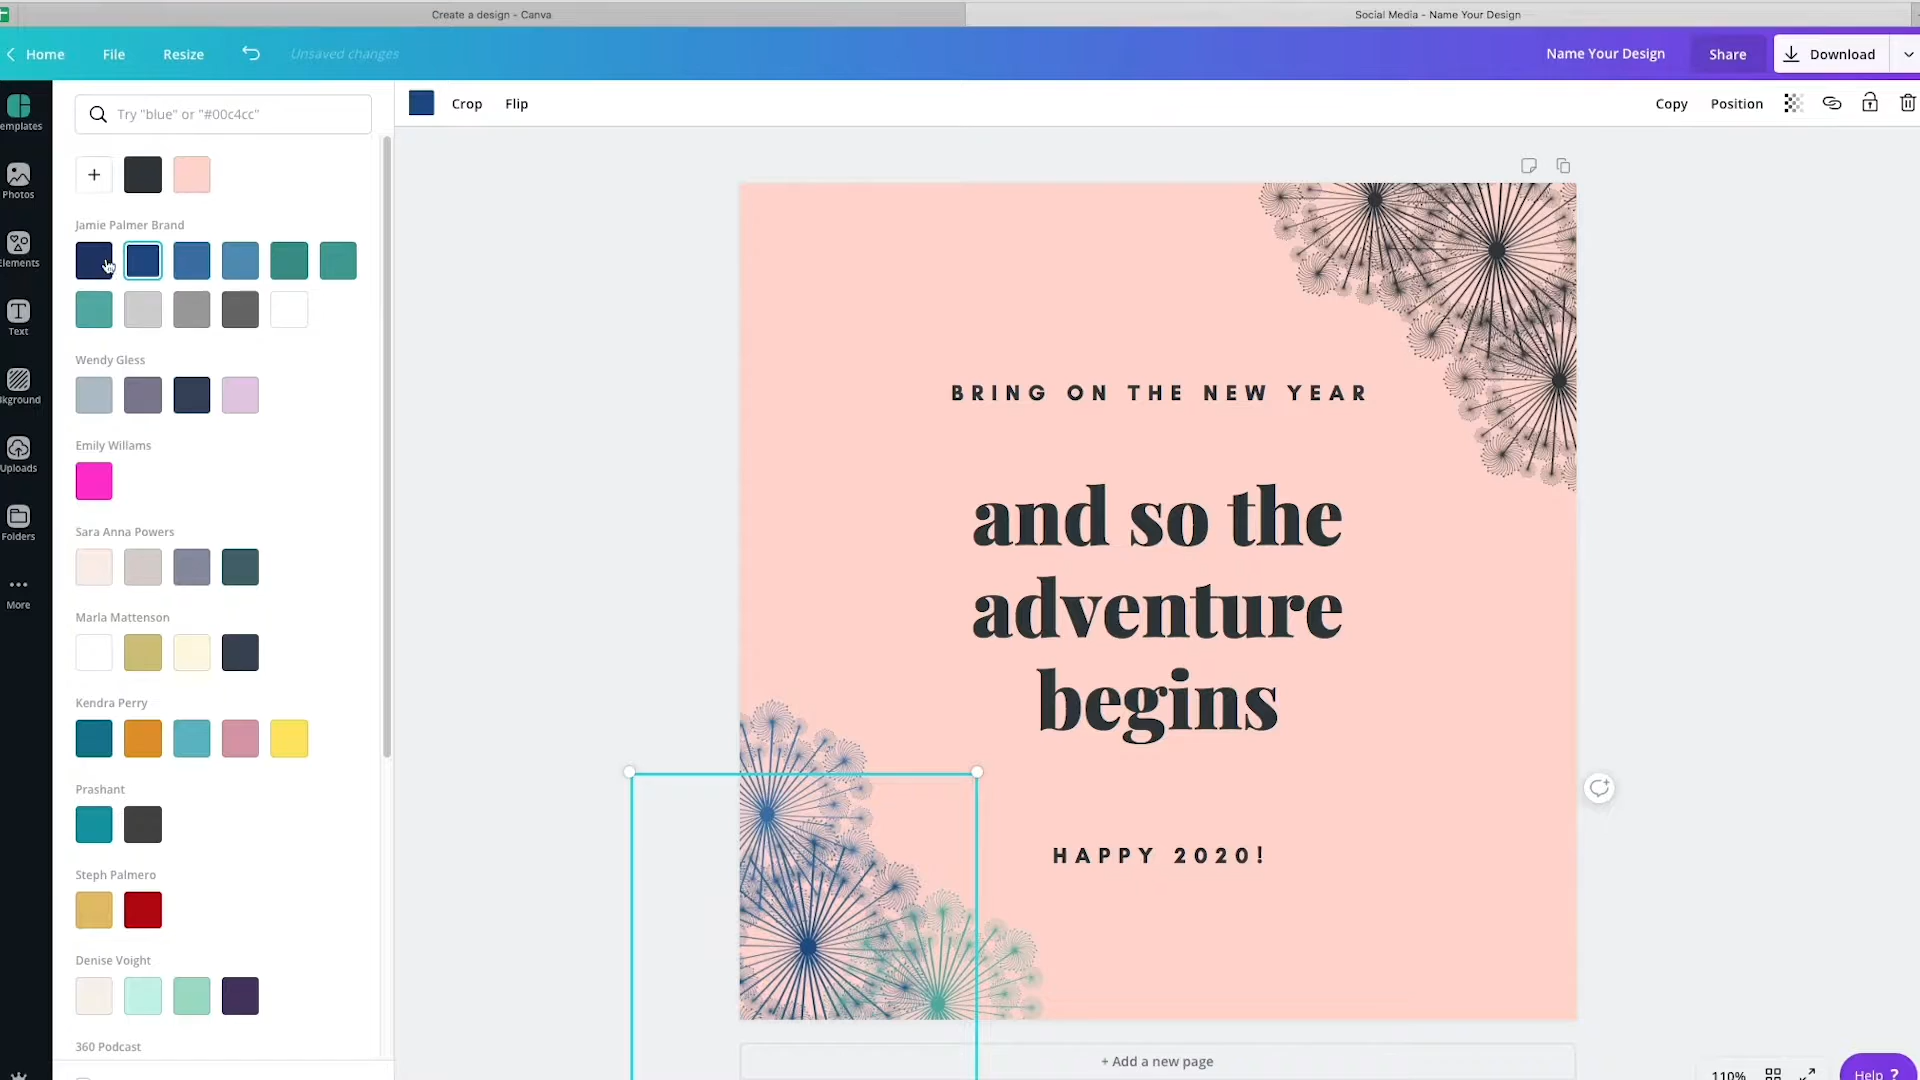 Create a design - Canva
Social Media - Name Your Design
Home
File
Resize
Unsaved changes
Name Your Design
Share
Download
Try "blue" or "#00c4cc"
Crop
Flip
Copy
Position
emplates
Photos
Elements
Text
kground
Uploads
Folders
More
Jamie Palmer Brand
Wendy Gless
Emily Willams
Sara Anna Powers
Marla Mattenson
Kendra Perry
Prashant
Steph Palmero
Denise Voight
360 Podcast
BRING ON THE NEW YEAR
and so the
adventure
begins
HAPPY 2020!
+ Add a new page
110%
Help ?